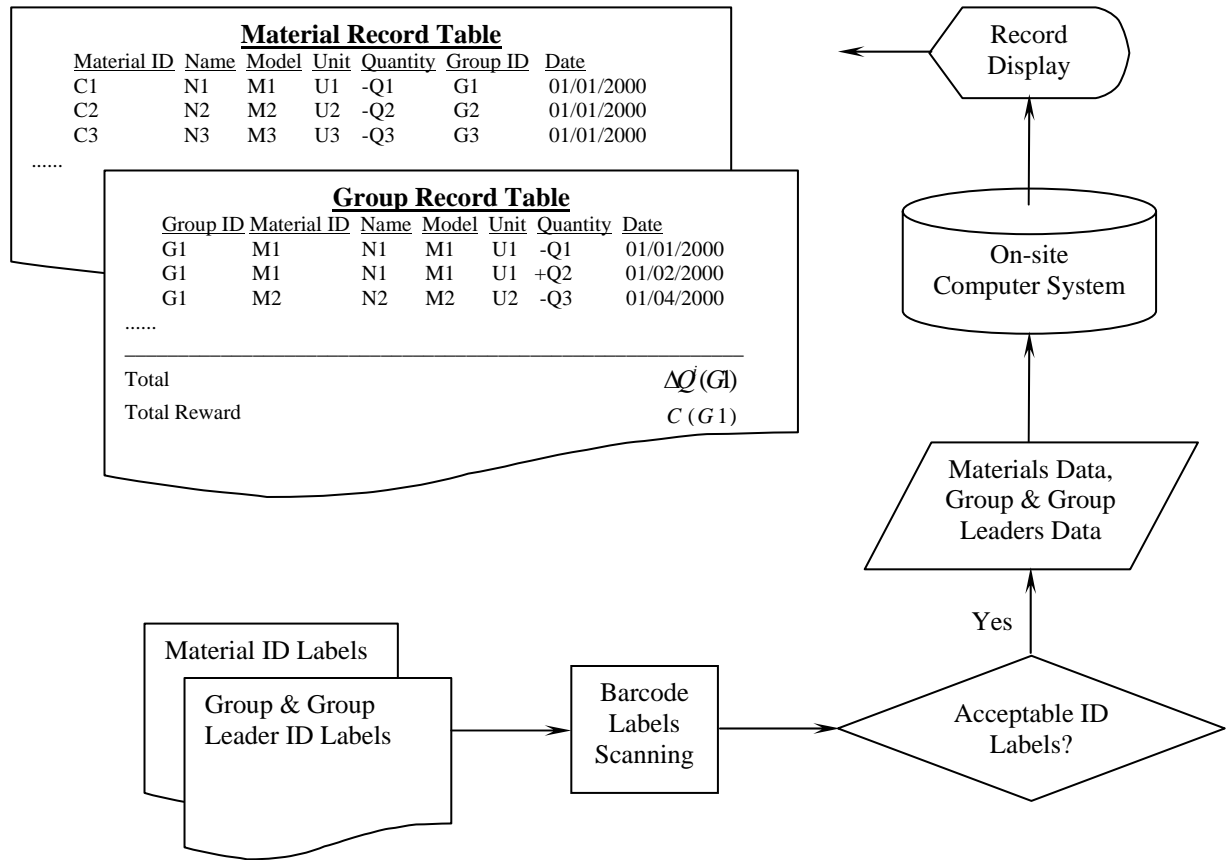 Material Record Table
Material ID Name Model Unit Quantity Group ID Date
C1 N1 M1 U1 -Q1 G1 01/01/2000
C2 N2 M2 U2 -Q2 G2 01/01/2000
C3 N3 M3 U3 -Q3 G3 01/01/2000
......
Group Record Table
Group ID Material ID Name Model Unit Quantity Date
G1 M1 N1 M1 U1 -Q1 01/01/2000
G1 M1 N1 M1 U1 +Q2 01/02/2000
G1 M2 N2 M2 U2 -Q3 01/04/2000
......
Total ΔQⁱ(G1)
Total Reward C (G 1)
Record
Display
On-site
Computer System
Materials Data,
Group & Group
Leaders Data
Yes
Material ID Labels
Group & Group
Leader ID Labels
Barcode
Labels
Scanning
Acceptable ID
Labels?